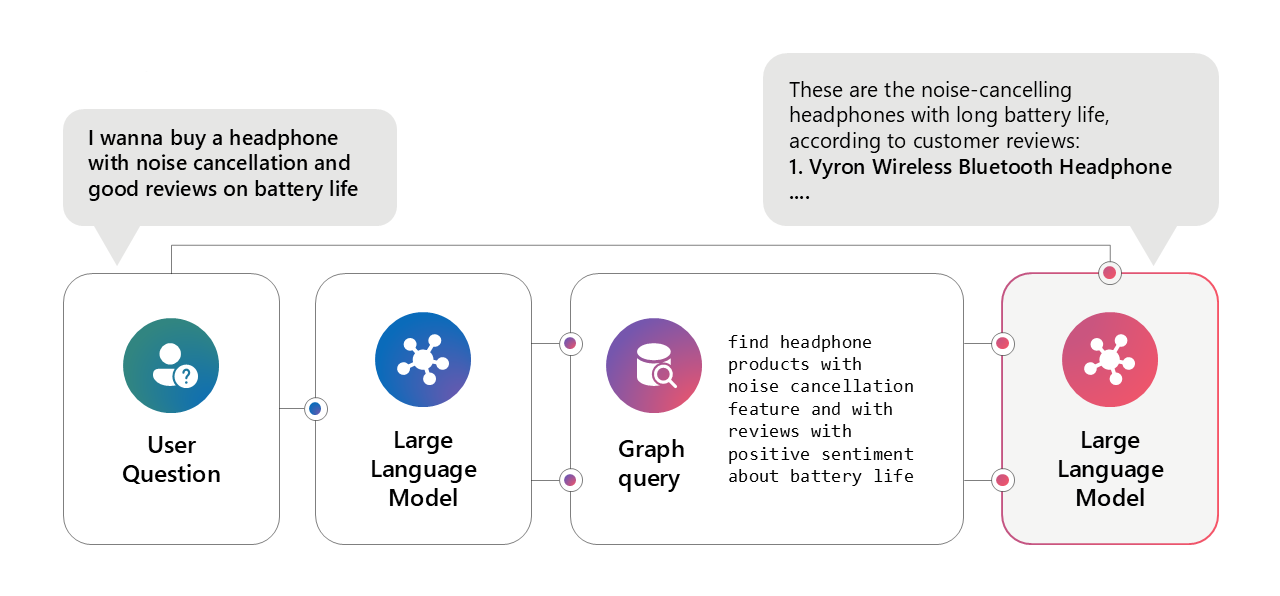 I wanna buy a headphone
with noise cancellation and
good reviews on battery life
These are the noise-cancelling
headphones with long battery life,
according to customer reviews:
1. Vyron Wireless Bluetooth Headphone
....
?
User
Question
Large
Language
Model
Graph
query
find headphone
products with
noise cancellation
feature and with
reviews with
positive sentiment
about battery life
Large
Language
Model